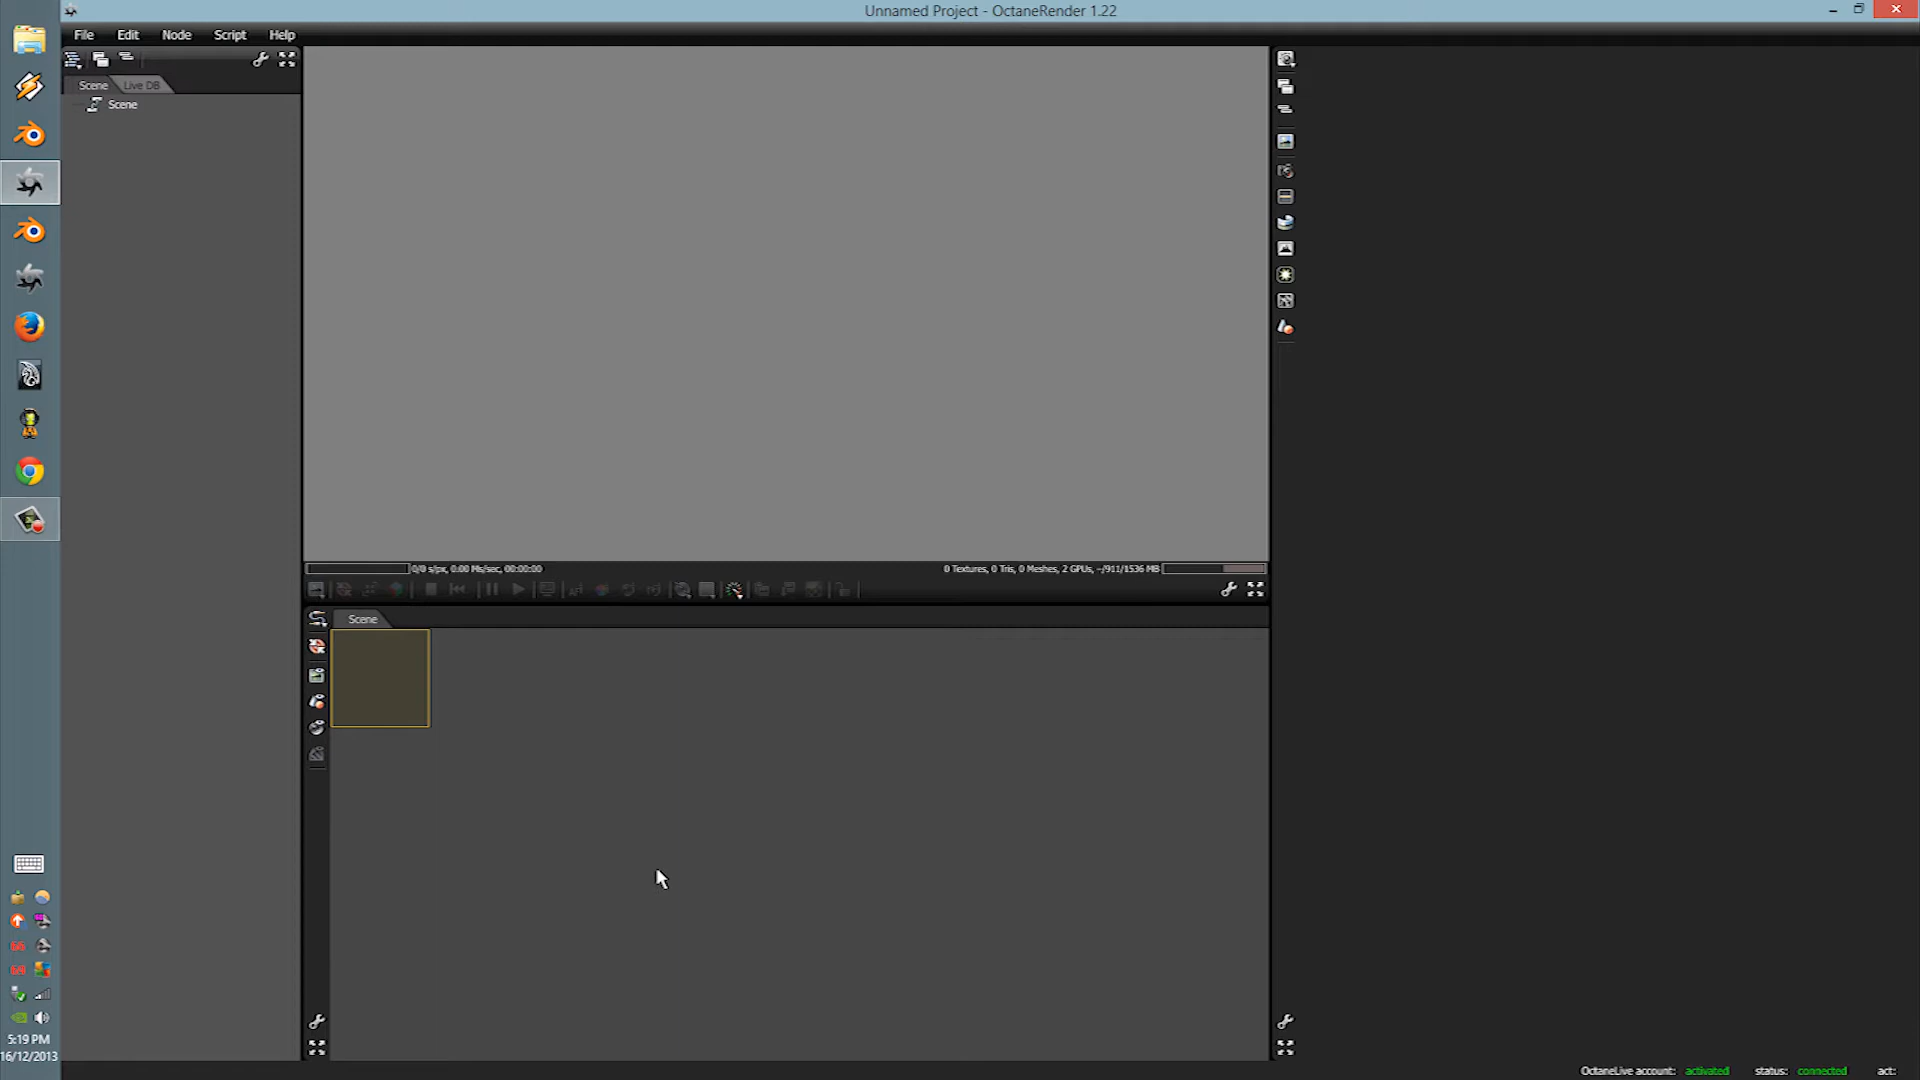 Unnamed Project - OctaneRender 1.22
File Edit Node Script Help
Scene Live DB
Scene
0/0 s/px, 0.00 Ms/sec, 00:00:00
0 Textures, 0 Tris, 0 Meshes, 2 GPUs, -/911/1536 MB
Scene
5:19 PM
16/12/2013
OctaneLive account: activated status: connected act: